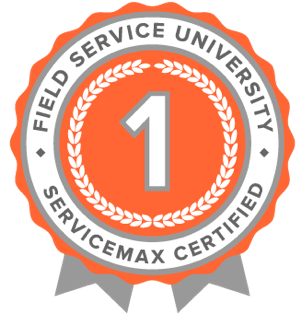 FIELD SERVICE UNIVERSITY
1
SERVICEMAX CERTIFIED